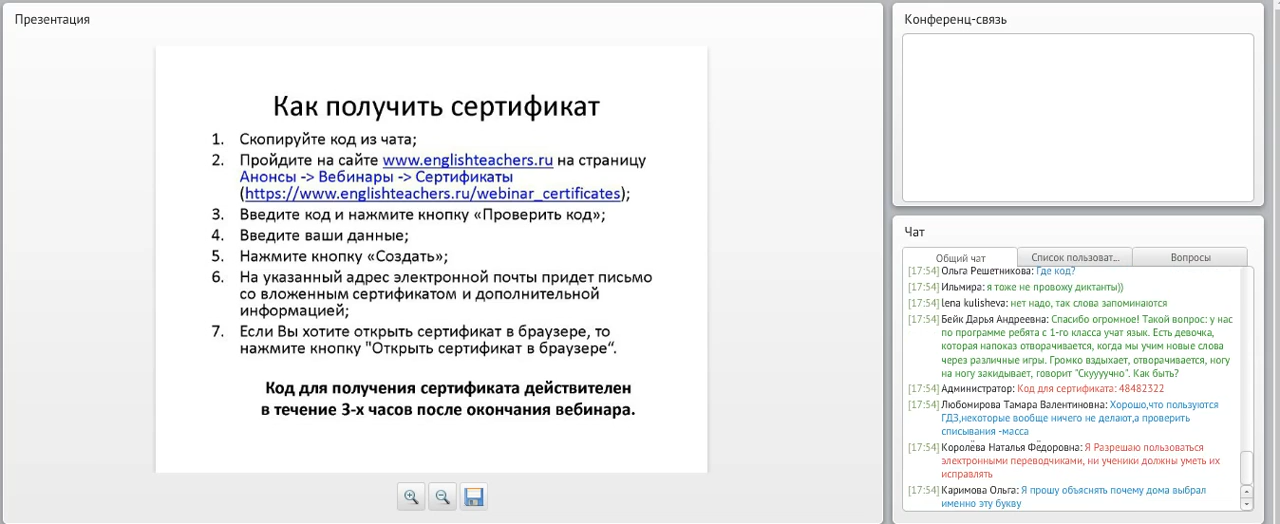 Презентация
Как получить сертификат
1. Скопируйте код из чата;
2. Пройдите на сайте www.englishteachers.ru на страницу
Анонсы -> Вебинары -> Сертификаты
(https://www.englishteachers.ru/webinar_certificates);
3. Введите код и нажмите кнопку «Проверить код»;
4. Введите ваши данные;
5. Нажмите кнопку «Создать»;
6. На указанный адрес электронной почты придет письмо
со вложенным сертификатом и дополнительной
информацией;
7. Если Вы хотите открыть сертификат в браузере, то
нажмите кнопку "Открыть сертификат в браузере“.
Код для получения сертификата действителен
в течение 3-х часов после окончания вебинара.
Конференц-связь
Чат
Общий чат
Список пользоват...
Вопросы
[17:54] Ольга Решетникова: Где код?
[17:54] Ильмира: я тоже не провожу диктанты))
[17:54] lena kulisheva: нет надо, так слова запоминаются
[17:54] Бейк Дарья Андреевна: Спасибо огромное! Такой вопрос: у нас
по программе ребята с 1-го класса учат язык. Есть девочка,
которая напоказ отворачивается, когда мы учим новые слова
через различные игры. Громко вздыхает, отворачивается, ногу
на ногу закидывает, говорит "Скуууучно". Как быть?
[17:54] Администратор: Код для сертификата: 48482322
[17:54] Любомирова Тамара Валентиновна: Хорошо,что пользуются
ГДЗ,некоторые вообще ничего не делают,а проверить
списывания -масса
[17:54] Королёва Наталья Фёдоровна: Я Разрешаю пользоваться
электронными переводчиками, ни ученики должны уметь их
исправлять
[17:54] Каримова Ольга: Я прошу объяснять почему дома выбрал
именно эту букву